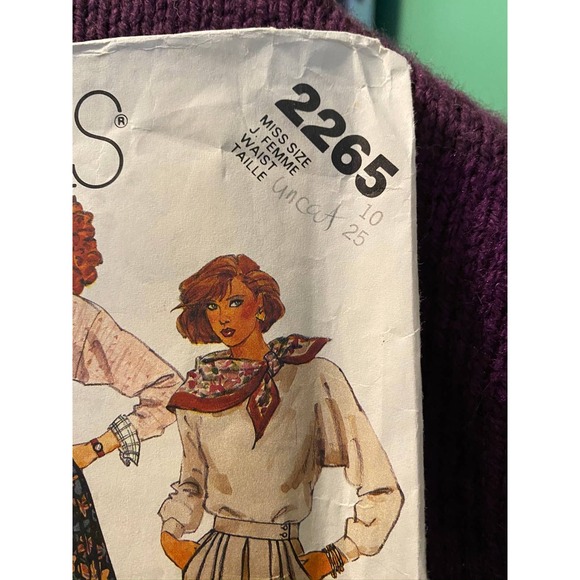 S®
2265
MISS SIZE
J. FEMME
WAIST
TAILLE
uncut
10
25